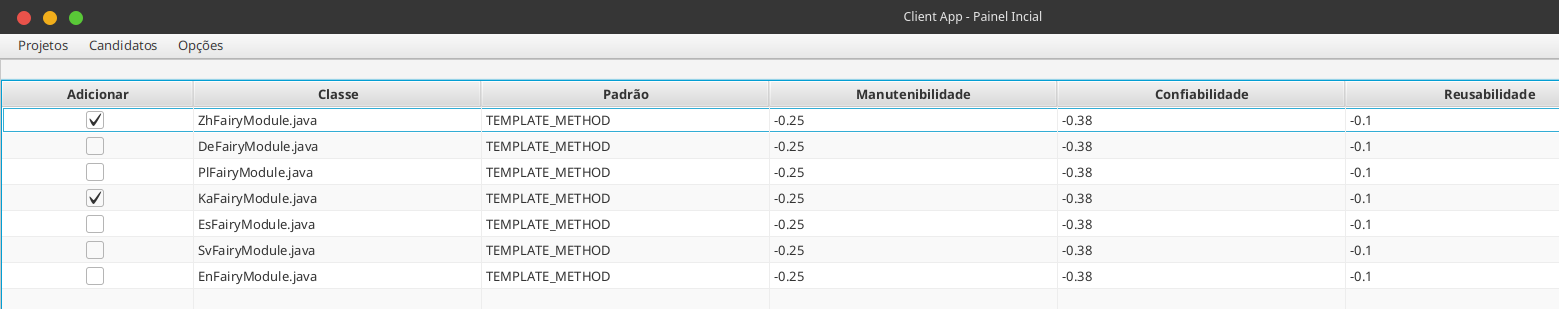 Client App - Painel Incial
Projetos Candidatos Opções
Adicionar Classe Padrão Manutenibilidade Confiabilidade Reusabilidade
ZhFairyModule.java TEMPLATE_METHOD -0.25 -0.38 -0.1
DeFairyModule.java TEMPLATE_METHOD -0.25 -0.38 -0.1
PlFairyModule.java TEMPLATE_METHOD -0.25 -0.38 -0.1
KaFairyModule.java TEMPLATE_METHOD -0.25 -0.38 -0.1
EsFairyModule.java TEMPLATE_METHOD -0.25 -0.38 -0.1
SvFairyModule.java TEMPLATE_METHOD -0.25 -0.38 -0.1
EnFairyModule.java TEMPLATE_METHOD -0.25 -0.38 -0.1